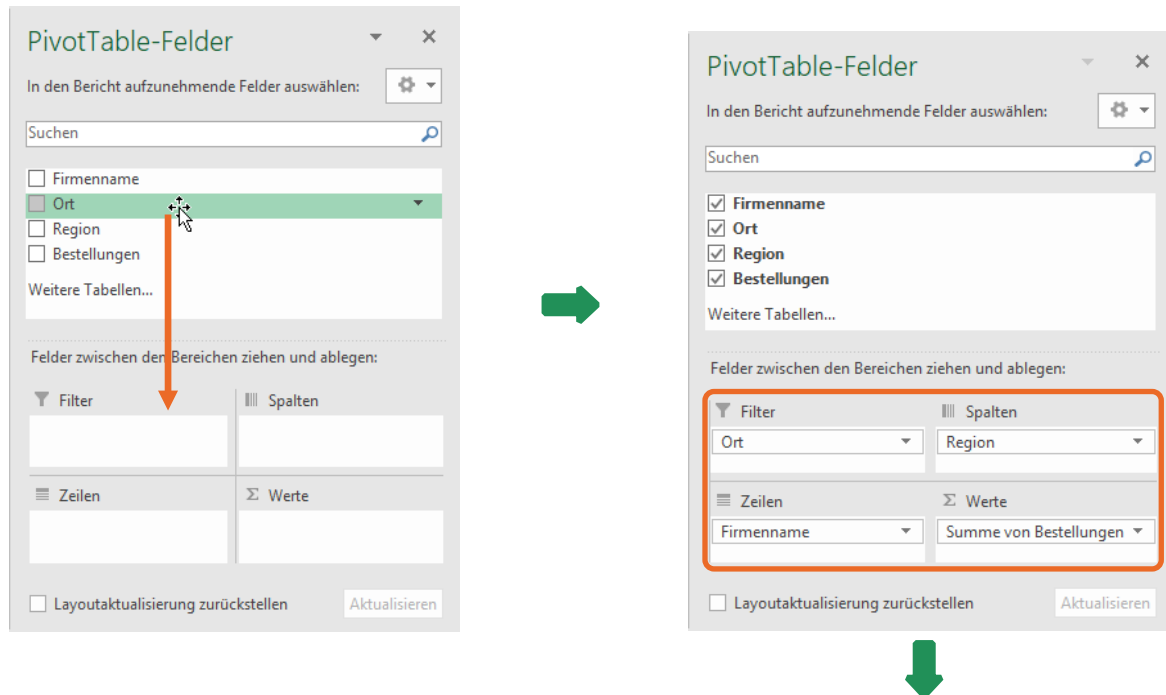 PivotTable-Felder
In den Bericht aufzunehmende Felder auswählen:
Suchen
Firmenname
Ort
Region
Bestellungen
Weitere Tabellen...
Felder zwischen den Bereichen ziehen und ablegen:
Filter
Spalten
Zeilen
Σ Werte
Layoutaktualisierung zurückstellen
Aktualisieren
PivotTable-Felder
In den Bericht aufzunehmende Felder auswählen:
Suchen
Firmenname
Ort
Region
Bestellungen
Weitere Tabellen...
Felder zwischen den Bereichen ziehen und ablegen:
Filter
Ort
Spalten
Region
Zeilen
Firmenname
Σ Werte
Summe von Bestellungen
Layoutaktualisierung zurückstellen
Aktualisieren